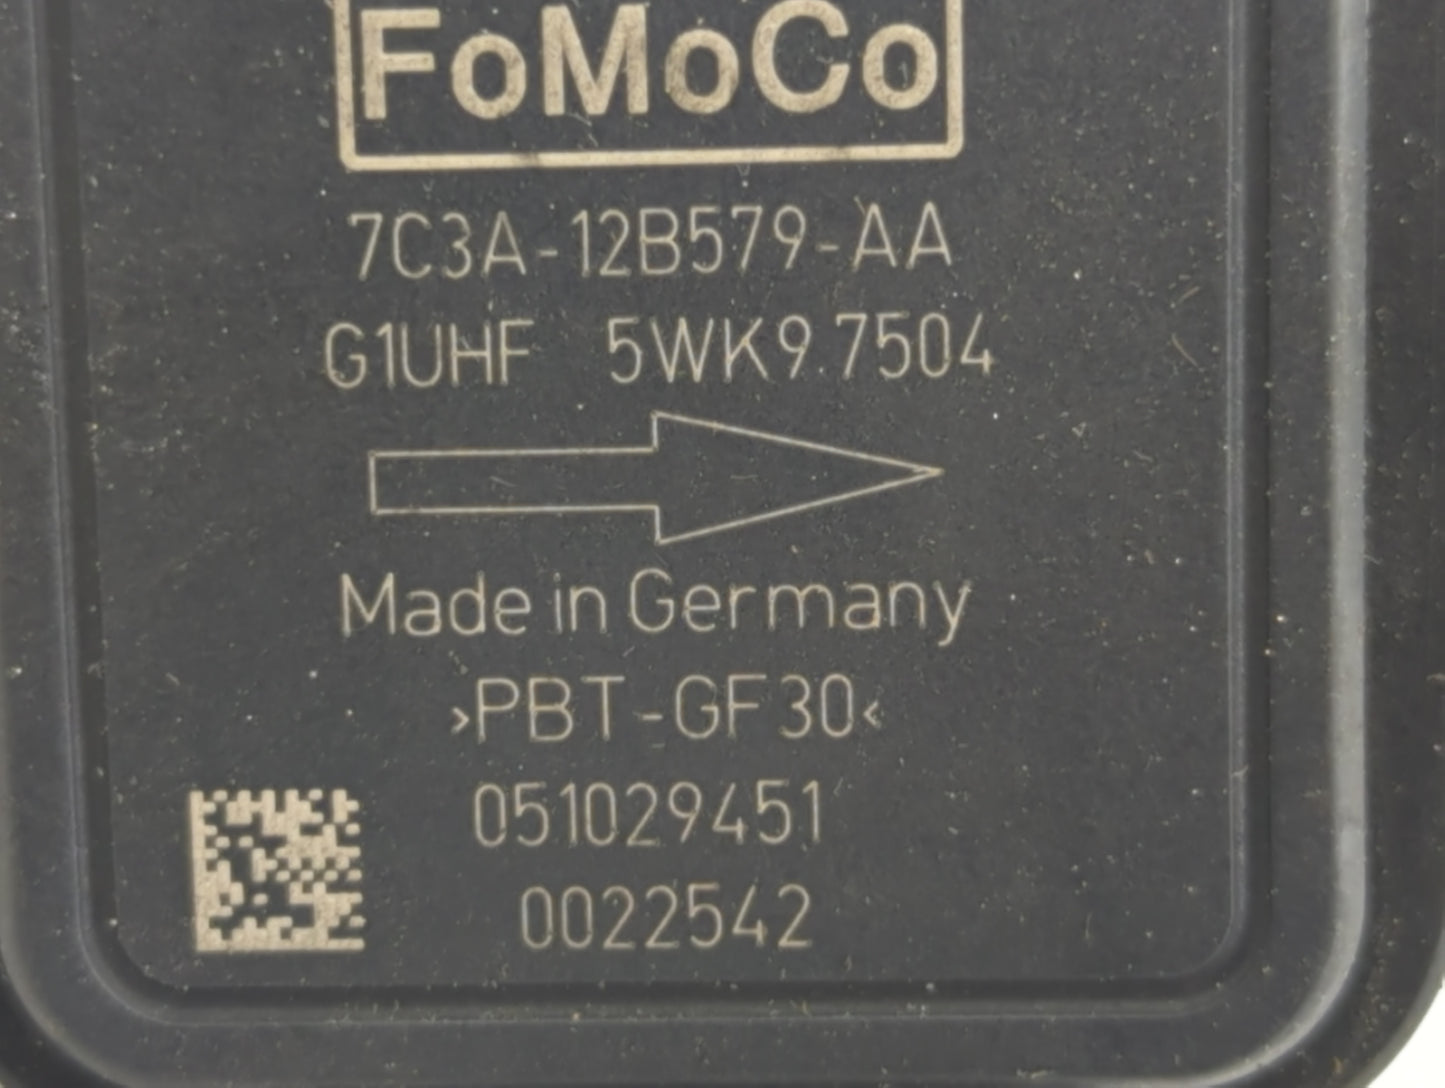 FoMoCo
7C3A-12B579-AA
G1UHF 5WK9 7504
Made in Germany
>PBT-GF30<
051029451
0022542